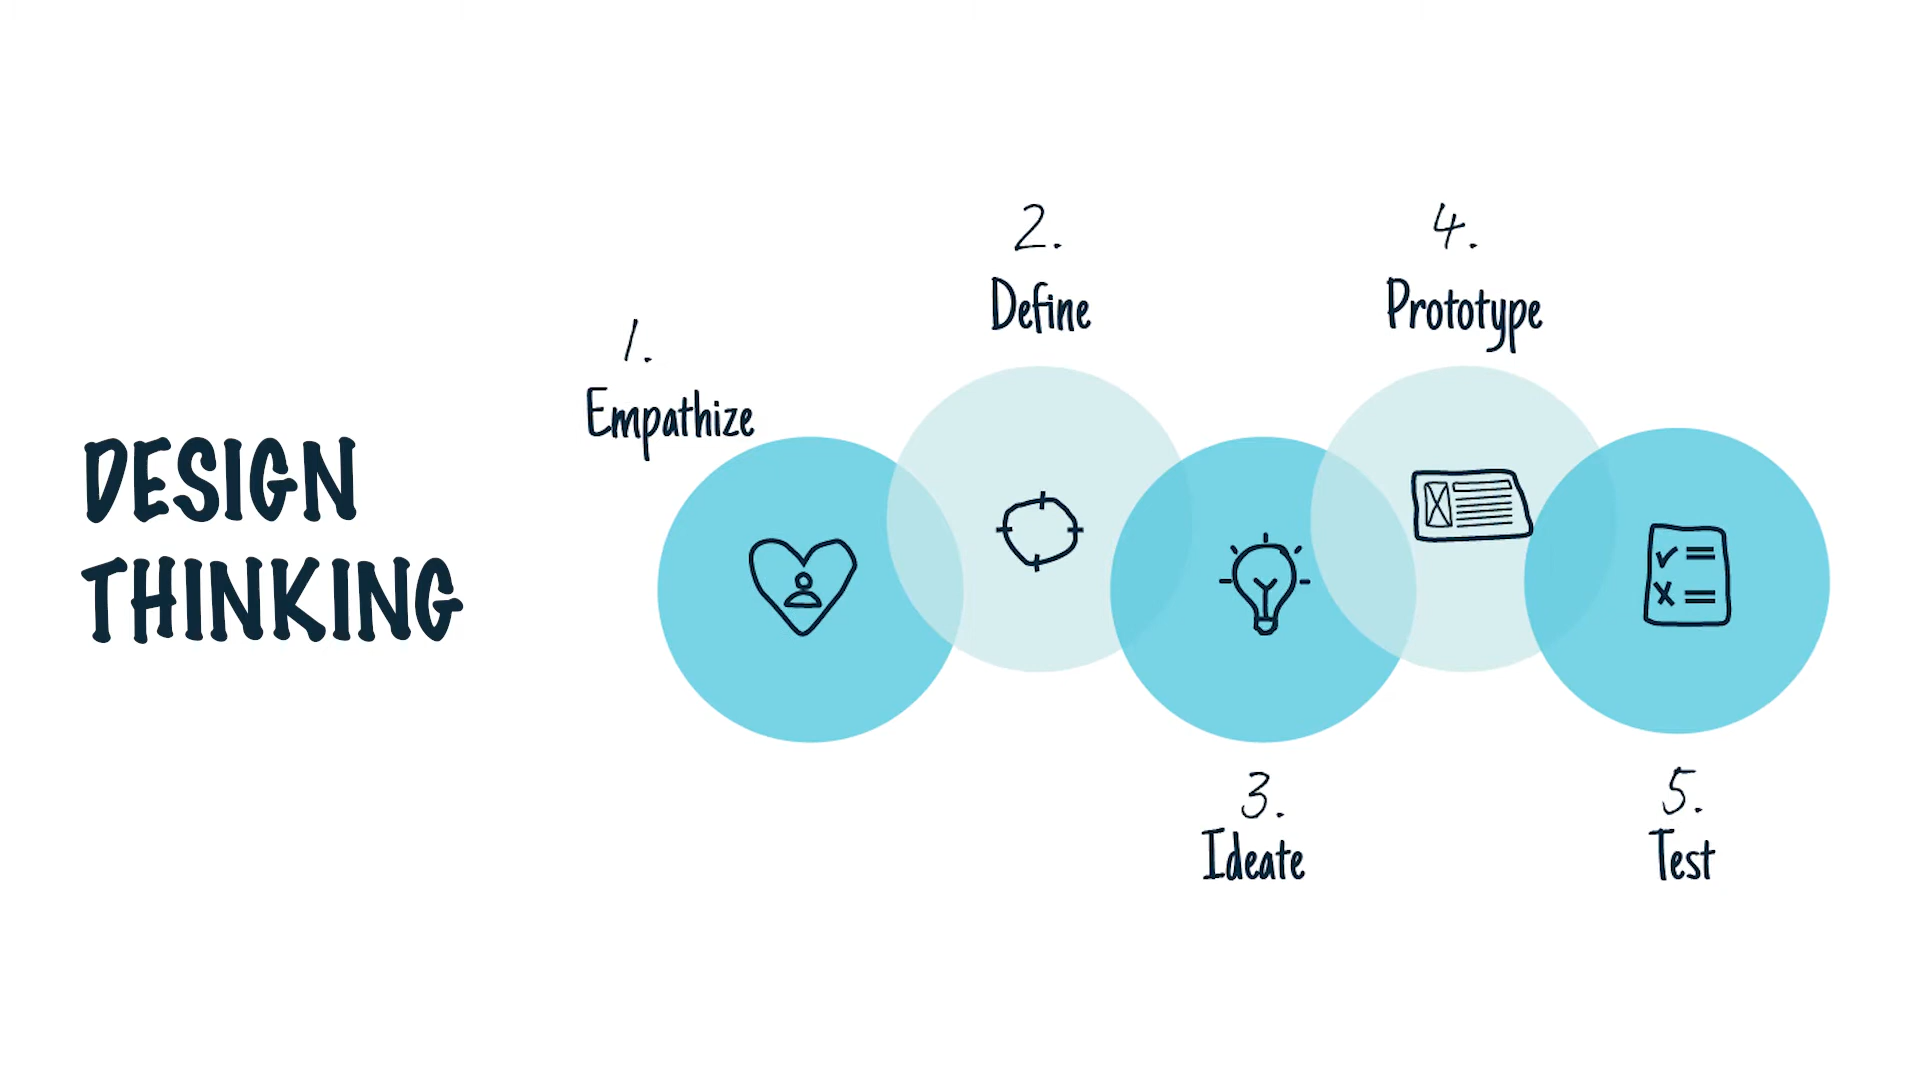 DESIGN
THINKING
1.
Empathize
2.
Define
3.
Ideate
4.
Prototype
5.
Test